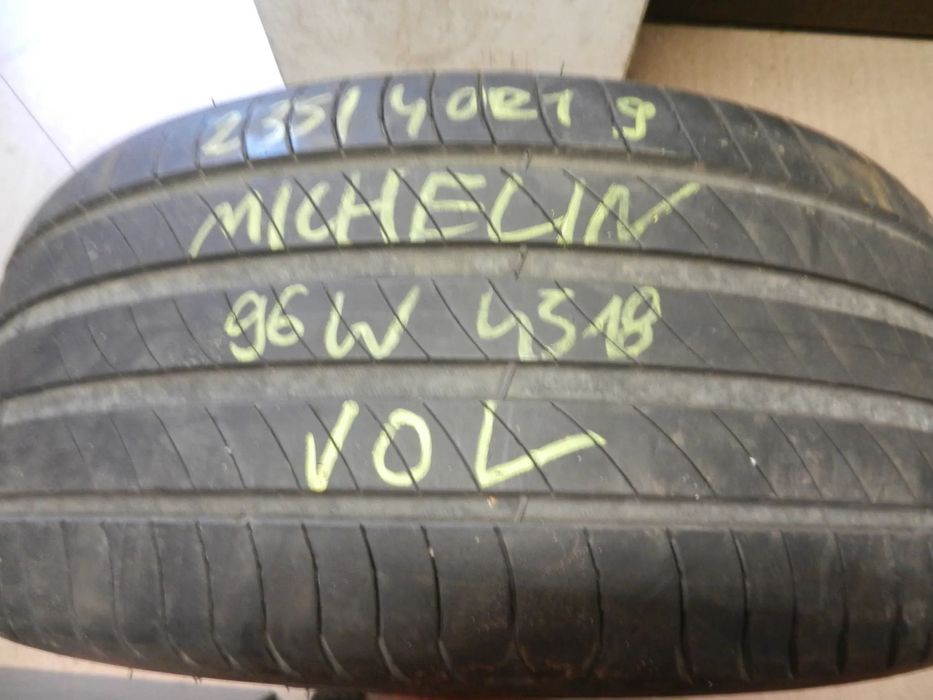 235/40R19
MICHELIN
96W 4518
VOL